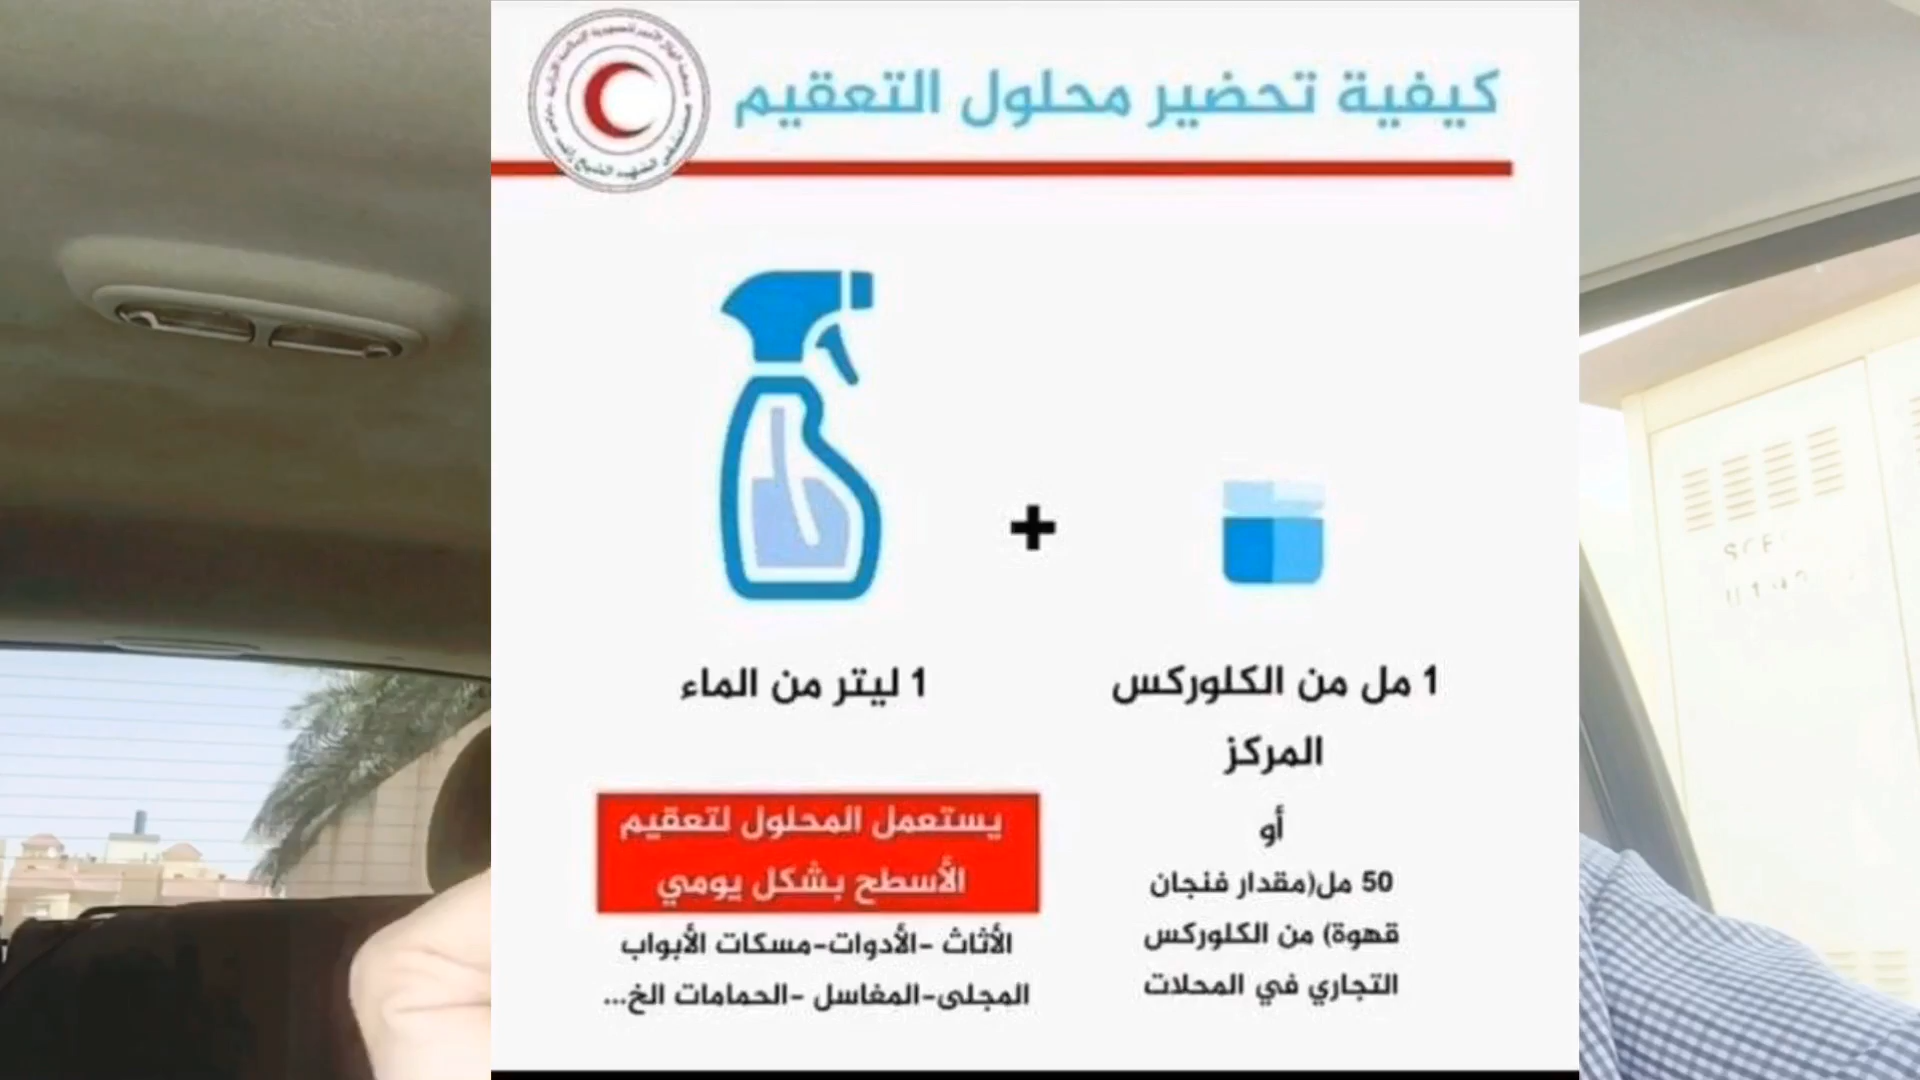 كيفية تحضير محلول التعقيم
1 مل من الكلوركس
المركز
أو
50 مل(مقدار فنجان
قهوة) من الكلوركس
التجاري في المحلات
1 ليتر من الماء
يستعمل المحلول لتعقيم
الأسطح بشكل يومي
الأثاث -الأدوات-مسكات الأبواب
المجلى-المغاسل -الحمامات الخ...